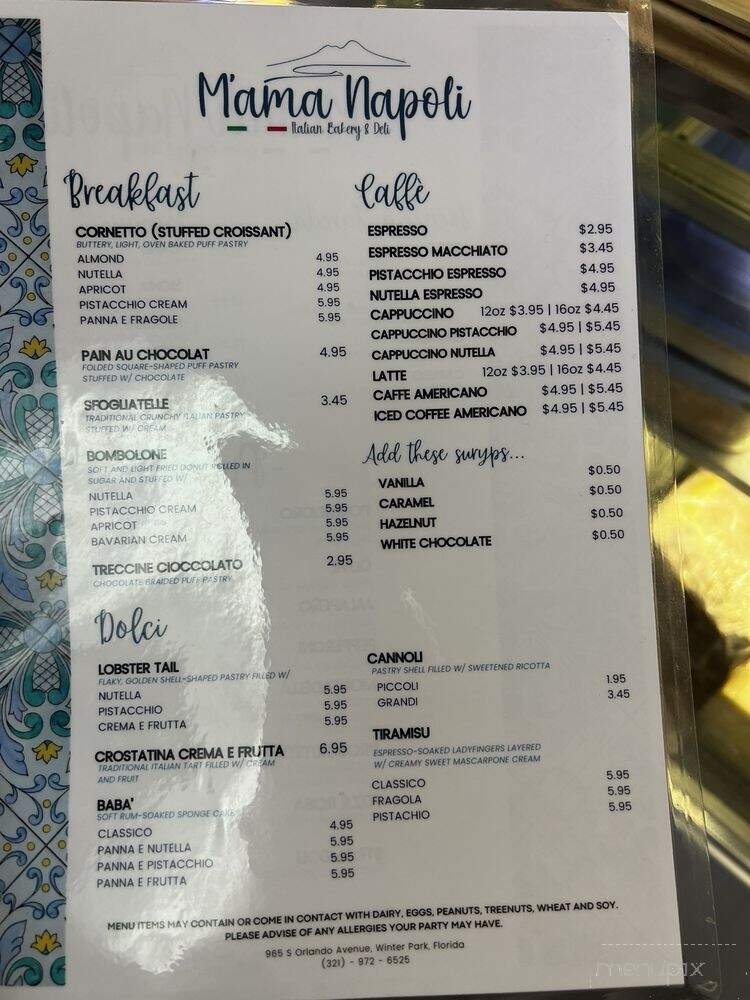 M'ama Napoli
Italian Bakery & Deli
Breakfast
CORNETTO (STUFFED CROISSANT)
BUTTERY, LIGHT, OVEN BAKED PUFF PASTRY
ALMOND 4.95
NUTELLA 4.95
APRICOT 4.95
PISTACCHIO CREAM 5.95
PANNA E FRAGOLE 5.95
PAIN AU CHOCOLAT 4.95
FOLDED SQUARE-SHAPED PUFF PASTRY
STUFFED W/ CHOCOLATE
SFOGLIATELLE 3.45
TRADITIONAL CRUNCHY ITALIAN PASTRY
STUFFED W/ CREAM
BOMBOLONE
SOFT AND LIGHT FRIED DONUT ROLLED IN
SUGAR AND STUFFED W/
NUTELLA 5.95
PISTACCHIO CREAM 5.95
APRICOT 5.95
BAVARIAN CREAM 5.95
TRECCINE CIOCCOLATO 2.95
CHOCOLATE BRAIDED PUFF PASTRY
Caffè
ESPRESSO $2.95
ESPRESSO MACCHIATO $3.45
PISTACCHIO ESPRESSO $4.95
NUTELLA ESPRESSO $4.95
CAPPUCCINO 12oz $3.95 | 16oz $4.45
CAPPUCCINO PISTACCHIO $4.95 | $5.45
CAPPUCCINO NUTELLA $4.95 | $5.45
LATTE 12oz $3.95 | 16oz $4.45
CAFFE AMERICANO $4.95 | $5.45
ICED COFFEE AMERICANO $4.95 | $5.45
Add these suryps...
VANILLA $0.50
CARAMEL $0.50
HAZELNUT $0.50
WHITE CHOCOLATE $0.50
Dolci
LOBSTER TAIL
FLAKY, GOLDEN SHELL-SHAPED PASTRY FILLED W/
NUTELLA 5.95
PISTACCHIO 5.95
CREMA E FRUTTA 5.95
CROSTATINA CREMA E FRUTTA 6.95
TRADITIONAL ITALIAN TART FILLED W/ CREAM
AND FRUIT
BABA'
SOFT RUM-SOAKED SPONGE CAKE
CLASSICO 4.95
PANNA E NUTELLA 5.95
PANNA E PISTACCHIO 5.95
PANNA E FRUTTA 5.95
CANNOLI
PASTRY SHELL FILLED W/ SWEETENED RICOTTA
PICCOLI 1.95
GRANDI 3.45
TIRAMISU
ESPRESSO-SOAKED LADYFINGERS LAYERED
W/ CREAMY SWEET MASCARPONE CREAM
CLASSICO 5.95
FRAGOLA 5.95
PISTACHIO 5.95
MENU ITEMS MAY CONTAIN OR COME IN CONTACT WITH DAIRY, EGGS, PEANUTS, TREENUTS, WHEAT AND SOY.
PLEASE ADVISE OF ANY ALLERGIES YOUR PARTY MAY HAVE.
965 S Orlando Avenue, Winter Park, Florida
(321) - 972 - 6525
menupix